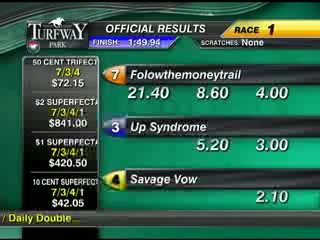 TURFWAY
PARK
OFFICIAL RESULTS
RACE 1
FINISH: 1:49.94
SCRATCHES: None
50 CENT TRIFECT
7/3/4
$72.15
$2 SUPERFECTA
7/3/4/1
$841.00
$1 SUPERFECTA
7/3/4/1
$420.50
10 CENT SUPERFECT
7/3/4/1
$42.05
7 Folowthemoneytrail
21.40 8.60 4.00
3 Up Syndrome
5.20 3.00
4 Savage Vow
2.10
/ Daily Double...